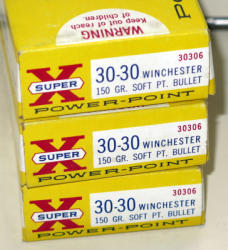 WARNING
Keep out of reach
of children
PO
30306
X
SUPER
30-30 WINCHESTER
150 GR. SOFT PT. BULLET
POWER-POINT
30306
X
SUPER
30-30 WINCHESTER
150 GR. SOFT PT. BULLET
POWER-POINT
30306
X
SUPER
30-30 WINCHESTER
150 GR. SOFT PT. BULLET
POWER-POINT